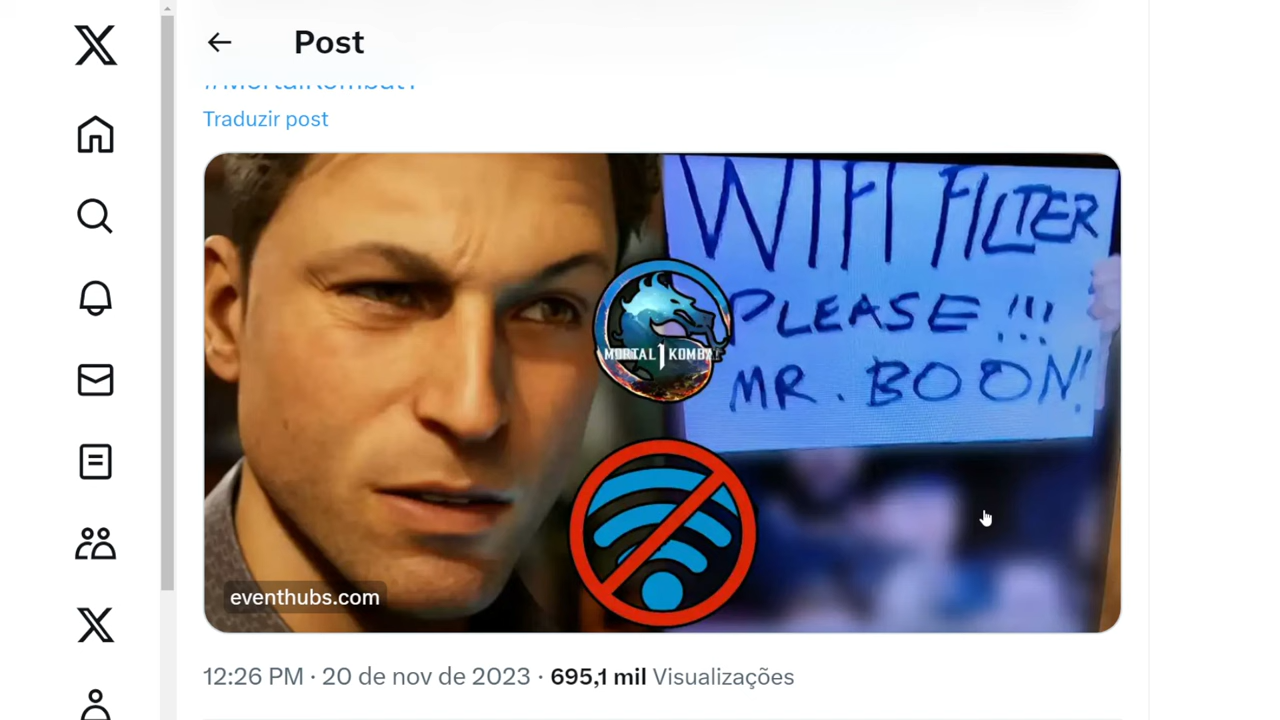 Post
#MortalKombat1
Traduzir post
WIFI FILTER
PLEASE!!!
MR. BOON!
MORTAL KOMBAT 1
eventhubs.com
12:26 PM · 20 de nov de 2023 · 695,1 mil Visualizações